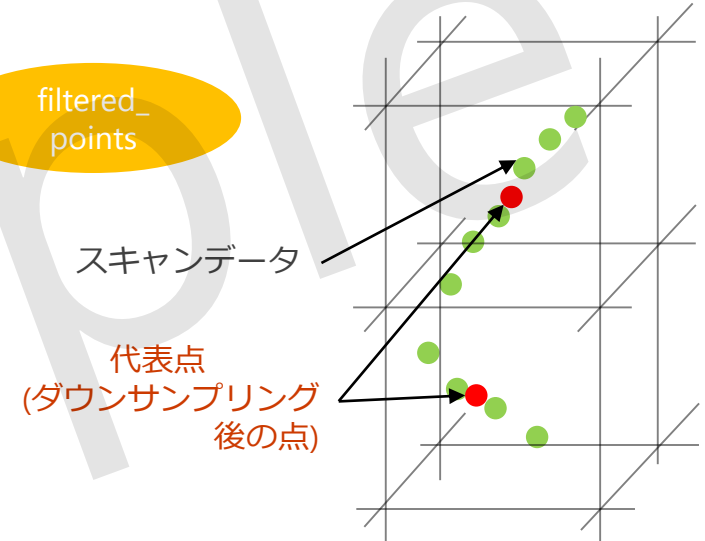 filtered_
points
スキャンデータ
代表点
(ダウンサンプリング
後の点)
ple